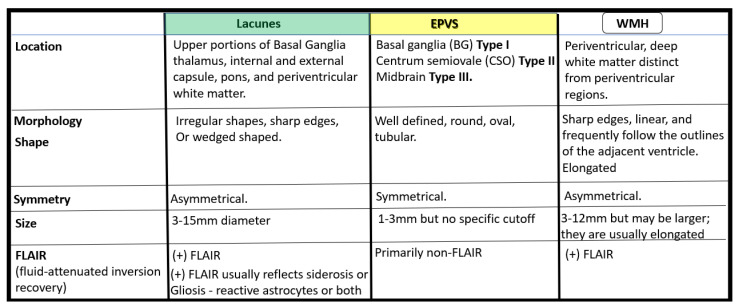 Lacunes EPVS WMH
Location
Upper portions of Basal Ganglia
thalamus, internal and external
capsule, pons, and periventricular
white matter.
Basal ganglia (BG) Type I
Centrum semiovale (CSO) Type II
Midbrain Type III.
Periventricular, deep
white matter distinct
from periventricular
regions.
Morphology
Shape
Irregular shapes, sharp edges,
Or wedged shaped.
Well defined, round, oval,
tubular.
Sharp edges, linear, and
frequently follow the outlines
of the adjacent ventricle.
Elongated
Symmetry
Asymmetrical.
Symmetrical.
Asymmetrical.
Size
3-15mm diameter
1-3mm but no specific cutoff
3-12mm but may be larger;
they are usually elongated
FLAIR
(fluid-attenuated inversion
recovery)
(+) FLAIR
(+) FLAIR usually reflects siderosis or
Gliosis - reactive astrocytes or both
Primarily non-FLAIR
(+) FLAIR